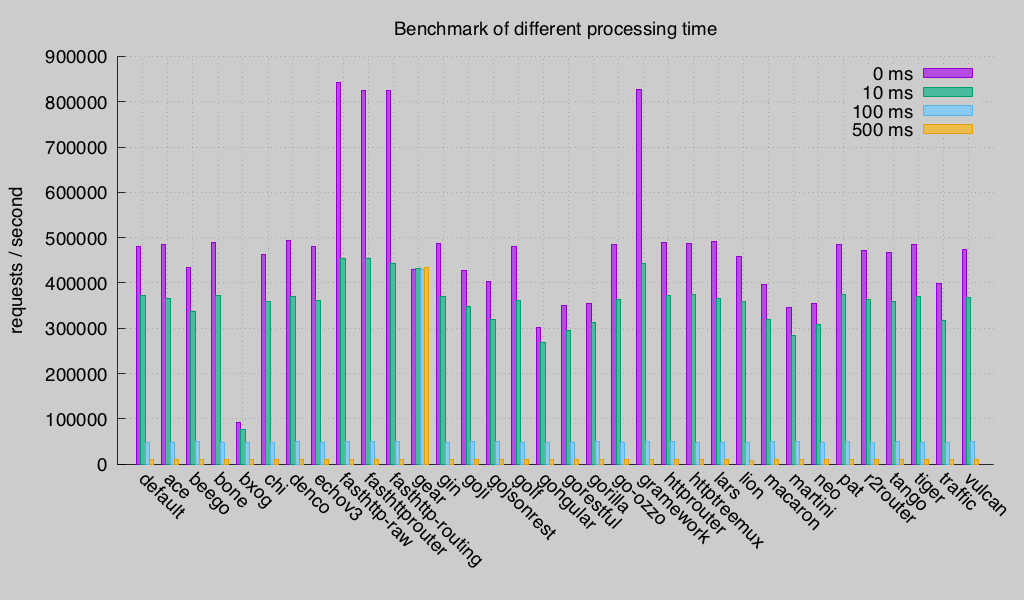 Benchmark of different processing time
requests / second
900000
800000
700000
600000
500000
400000
300000
200000
100000
0
0 ms
10 ms
100 ms
500 ms
default
ace
beego
bone
bxog
chi
denco
echov3
fasthttp-raw
fasthttprouter
fasthttp-routing
gear
gin
goji
gojsonrest
golf
gongular
gorestful
gorilla
go-ozzo
gramework
httprouter
httptreemux
lars
lion
macaron
martini
neo
pat
r2router
tango
tiger
traffic
vulcan